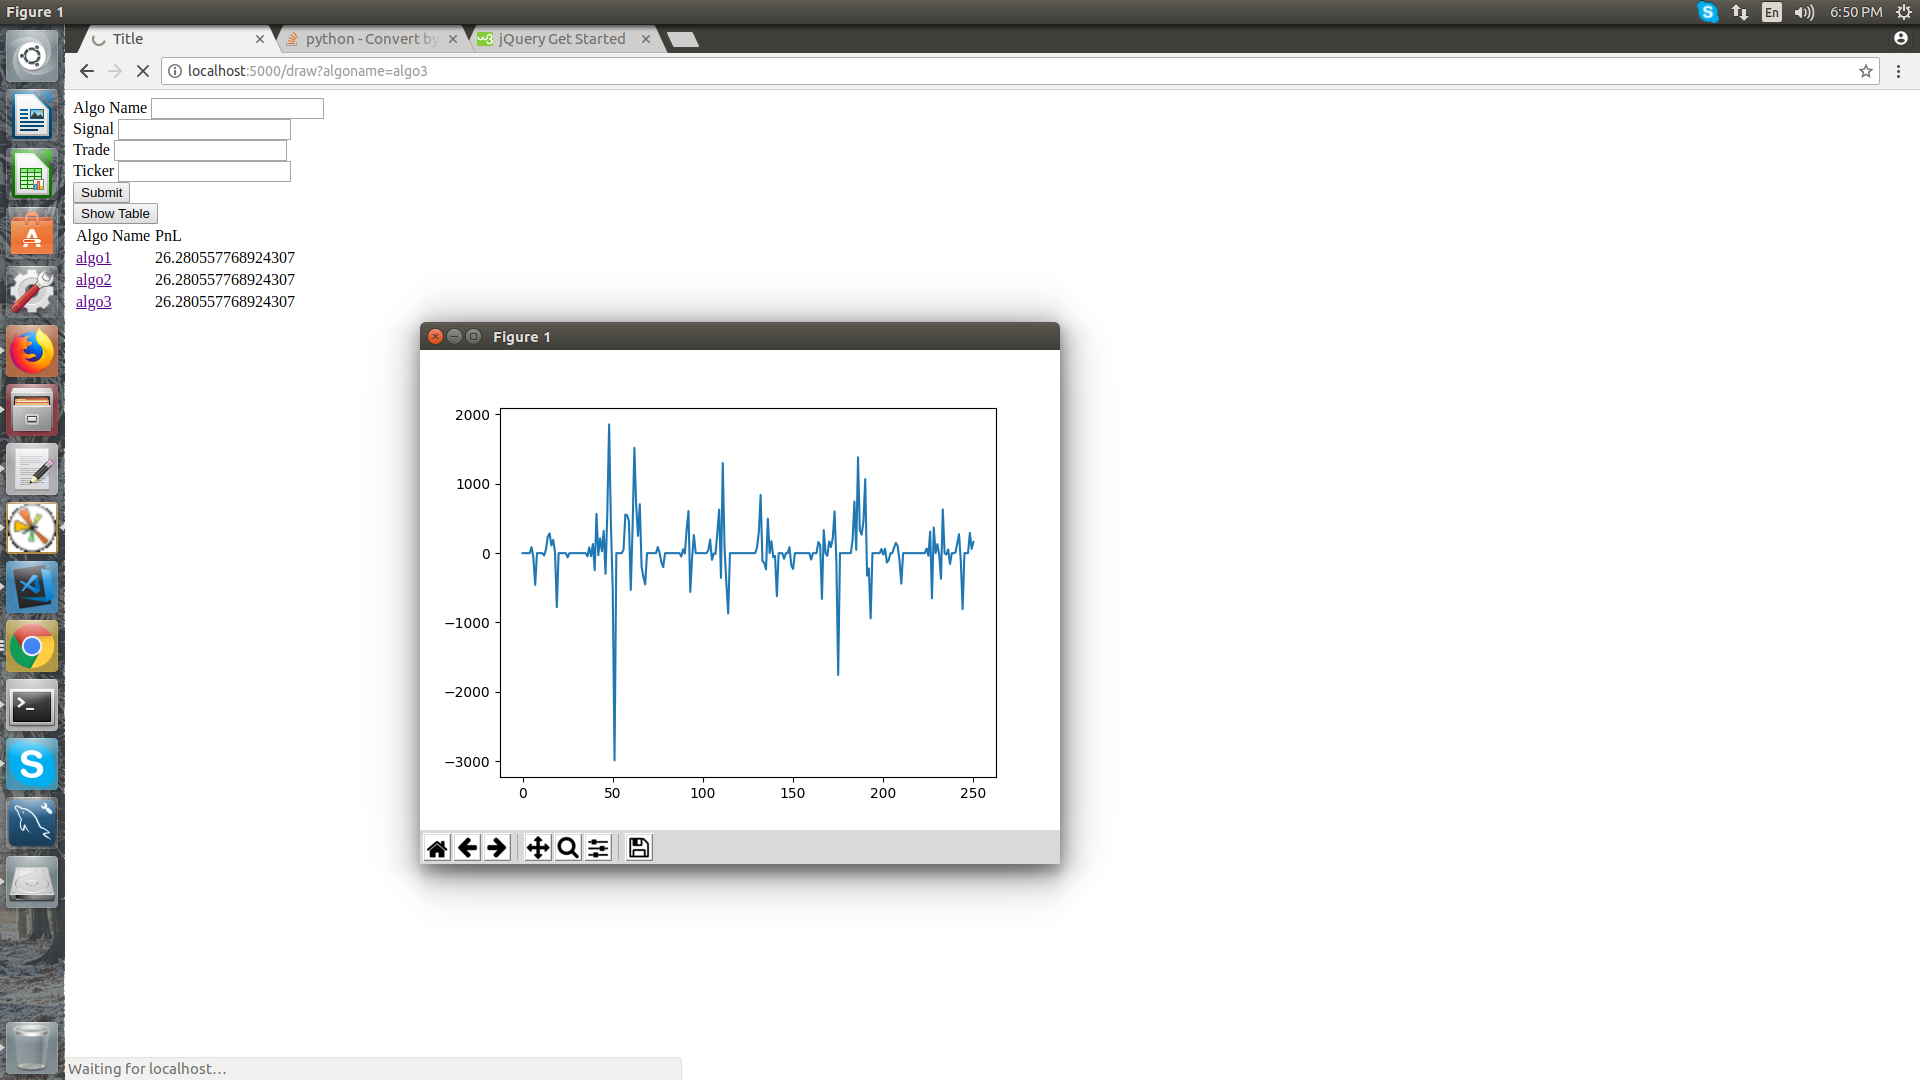 Figure 1
En
6:50 PM
Title
python - Convert by
jQuery Get Started
localhost:5000/draw?algoname=algo3
Algo Name
Signal
Trade
Ticker
Submit
Show Table
Algo Name PnL
algo1 26.280557768924307
algo2 26.280557768924307
algo3 26.280557768924307
Figure 1
2000
1000
0
−1000
−2000
−3000
0 50 100 150 200 250
Waiting for localhost...